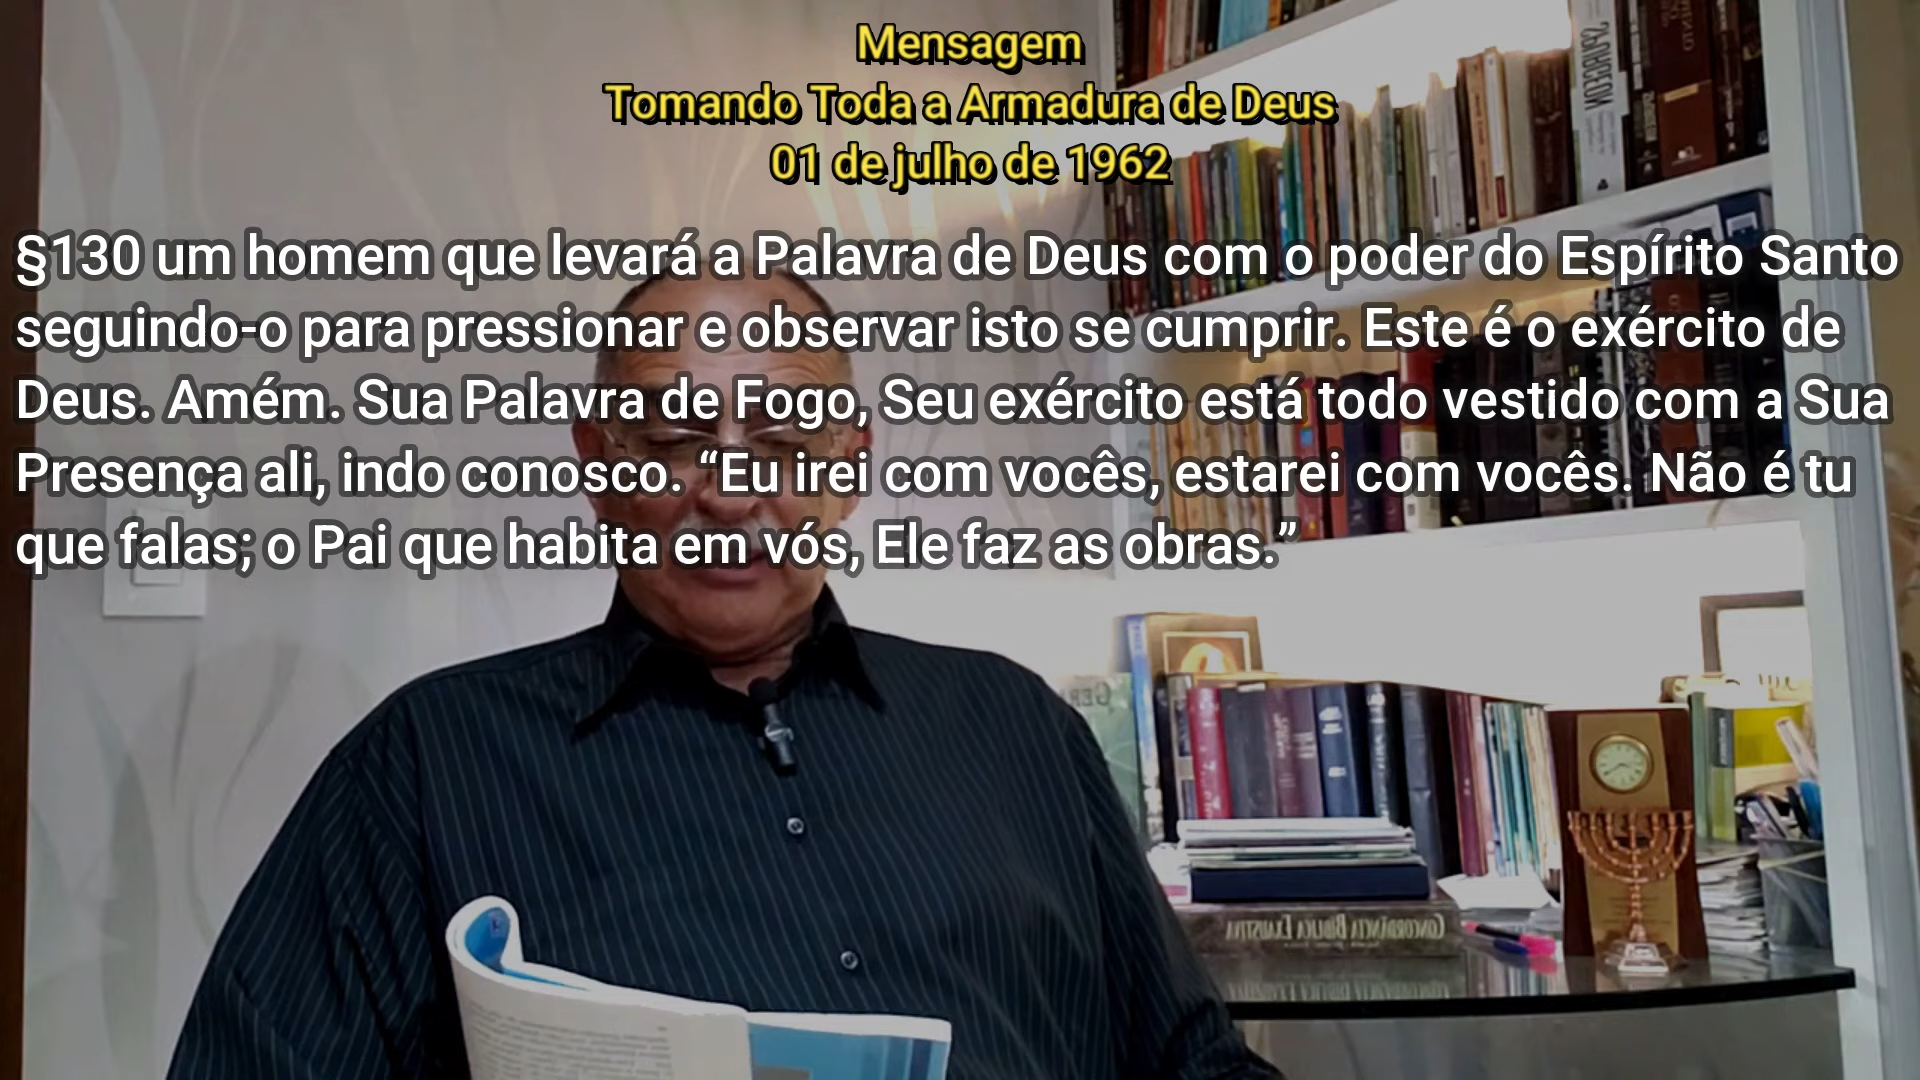 Mensagem
Tomando Toda a Armadura de Deus
01 de julho de 1962
§130 um homem que levará a Palavra de Deus com o poder do Espírito Santo
seguindo-o para pressionar e observar isto se cumprir. Este é o exército de
Deus. Amém. Sua Palavra de Fogo, Seu exército está todo vestido com a Sua
Presença ali, indo conosco. “Eu irei com vocês, estarei com vocês. Não é tu
que falas; o Pai que habita em vós, Ele faz as obras.”
CONCORDÂNCIA BÍBLICA EXAUSTIVA